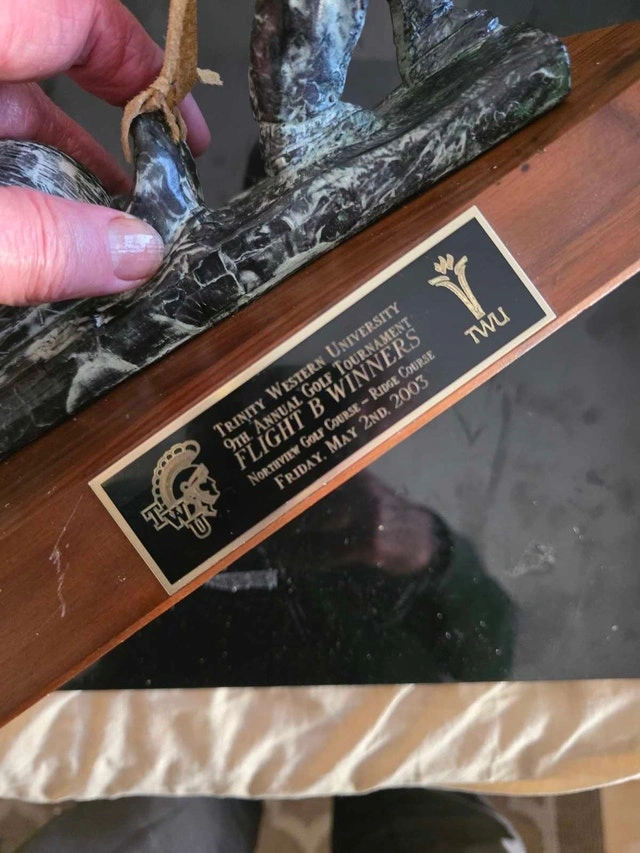 TRINITY WESTERN UNIVERSITY
9TH ANNUAL GOLF TOURNAMENT
FLIGHT B WINNERS
NORTHVIEW GOLF COURSE – RIDGE COURSE
FRIDAY, MAY 2ND, 2003
TWU
TWU